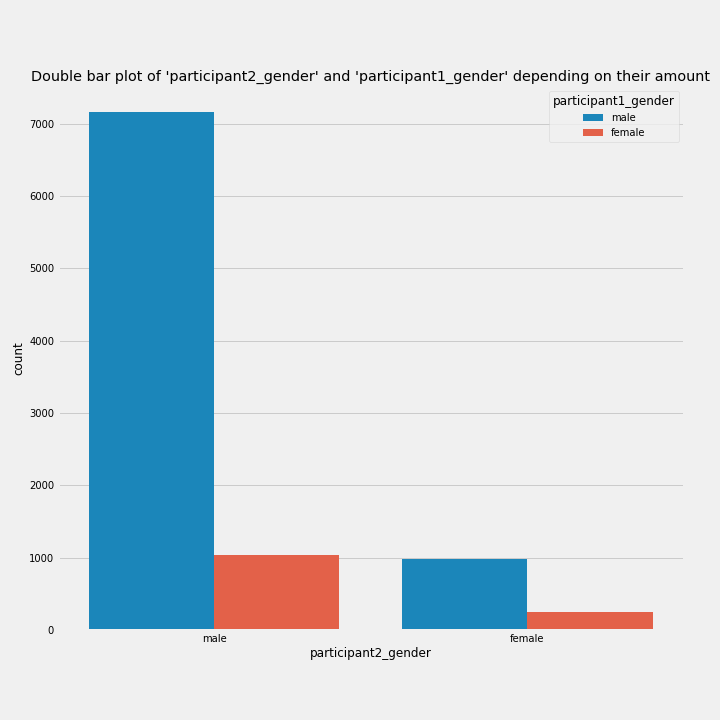 Double bar plot of 'participant2_gender' and 'participant1_gender' depending on their amount
participant1_gender
male
female
7000
6000
5000
4000
3000
2000
1000
0
count
male
female
participant2_gender